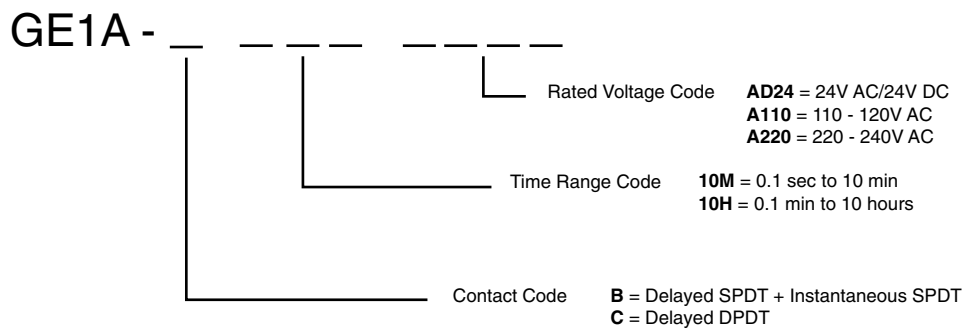 GE1A - _ _ _ _ _ _ _ _
Rated Voltage Code AD24 = 24V AC/24V DC
A110 = 110 - 120V AC
A220 = 220 - 240V AC
Time Range Code 10M = 0.1 sec to 10 min
10H = 0.1 min to 10 hours
Contact Code B = Delayed SPDT + Instantaneous SPDT
C = Delayed DPDT